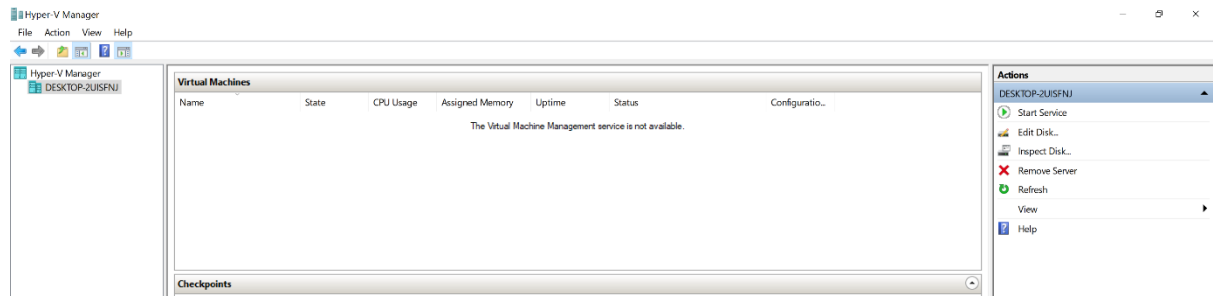 Hyper-V Manager
File Action View Help
Hyper-V Manager
DESKTOP-2UISFNJ
Virtual Machines
Name State CPU Usage Assigned Memory Uptime Status Configuratio...
The Virtual Machine Management service is not available.
Checkpoints
Actions
DESKTOP-2UISFNJ
Start Service
Edit Disk...
Inspect Disk...
Remove Server
Refresh
View
Help